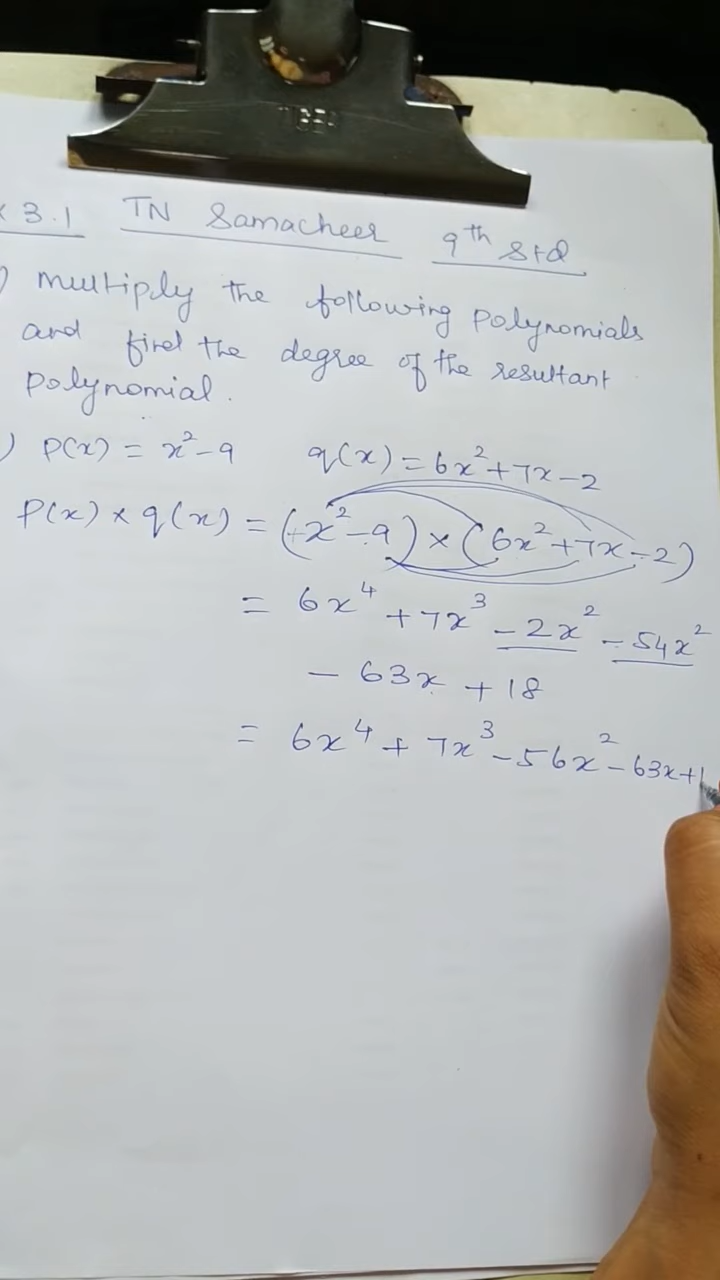 3.1 TN Samacheer 9th std
) multiply the following polynomials
and find the degree of the resultant
polynomial.
) p(x) = x² - 9 q(x) = 6x² + 7x - 2
p(x) × q(x) = (+x² - 9) × (6x² + 7x - 2)
= 6x⁴ + 7x³ - 2x² - 54x²
- 63x + 18
= 6x⁴ + 7x³ - 56x² - 63x + 1